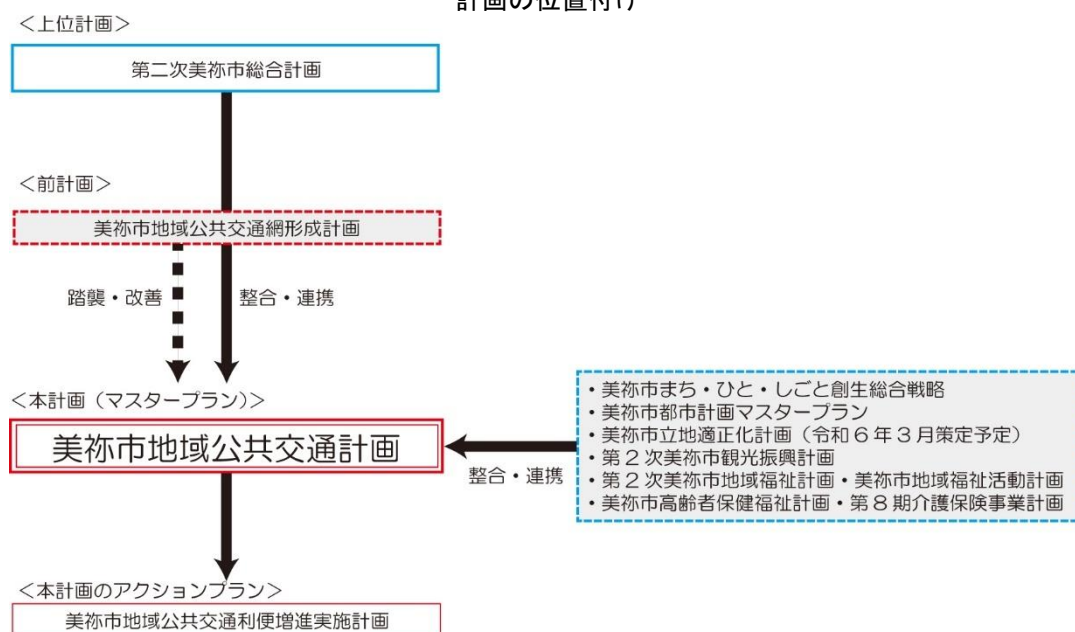 計画の位置付け
＜上位計画＞
第二次美祢市総合計画
＜前計画＞
美祢市地域公共交通網形成計画
踏襲・改善
整合・連携
＜本計画（マスタープラン）＞
美祢市地域公共交通計画
整合・連携
・美祢市まち・ひと・しごと創生総合戦略
・美祢市都市計画マスタープラン
・美祢市立地適正化計画（令和６年３月策定予定）
・第２次美祢市観光振興計画
・第２次美祢市地域福祉計画・美祢市地域福祉活動計画
・美祢市高齢者保健福祉計画・第８期介護保険事業計画
＜本計画のアクションプラン＞
美祢市地域公共交通利便増進実施計画